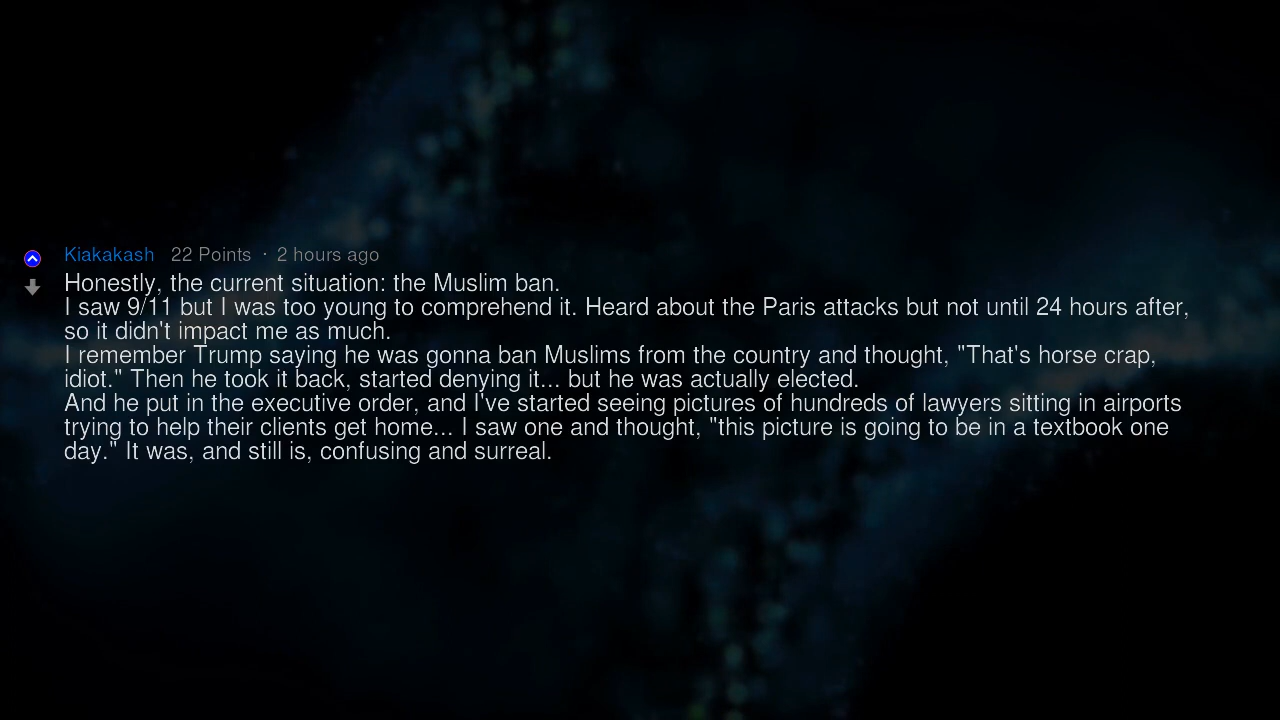 Kiakakash 22 Points · 2 hours ago
Honestly, the current situation: the Muslim ban.
I saw 9/11 but I was too young to comprehend it. Heard about the Paris attacks but not until 24 hours after,
so it didn't impact me as much.
I remember Trump saying he was gonna ban Muslims from the country and thought, "That's horse crap,
idiot." Then he took it back, started denying it... but he was actually elected.
And he put in the executive order, and I've started seeing pictures of hundreds of lawyers sitting in airports
trying to help their clients get home... I saw one and thought, "this picture is going to be in a textbook one
day." It was, and still is, confusing and surreal.